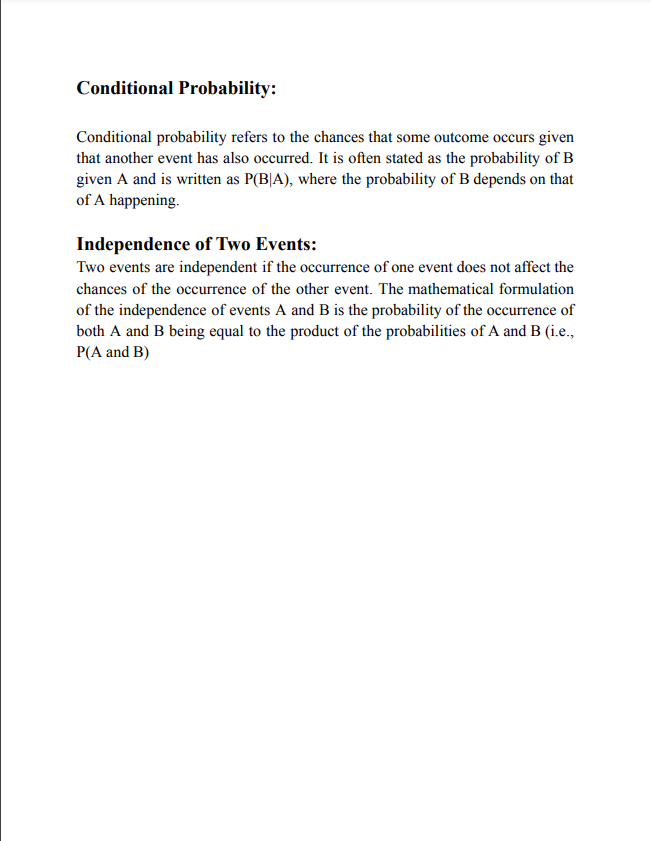 Conditional Probability:
Conditional probability refers to the chances that some outcome occurs given
that another event has also occurred. It is often stated as the probability of B
given A and is written as P(B|A), where the probability of B depends on that
of A happening.
Independence of Two Events:
Two events are independent if the occurrence of one event does not affect the
chances of the occurrence of the other event. The mathematical formulation
of the independence of events A and B is the probability of the occurrence of
both A and B being equal to the product of the probabilities of A and B (i.e.,
P(A and B)